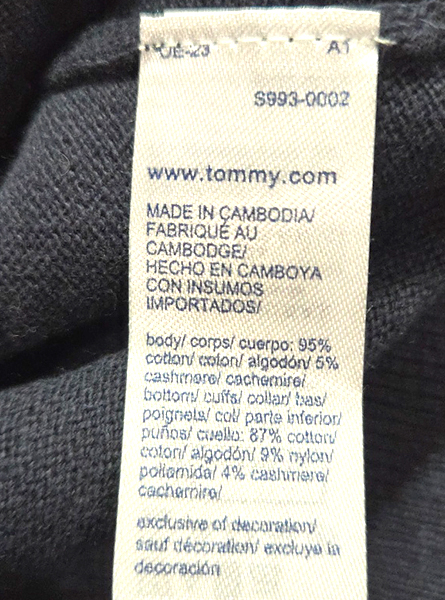 UE-23 A1
S993-0002
www.tommy.com
MADE IN CAMBODIA/
FABRIQUÉ AU
CAMBODGE/
HECHO EN CAMBOYA
CON INSUMOS
IMPORTADOS/
body/ corps/ cuerpo: 95%
cotton/ coton/ algodón/ 5%
cashmere/ cachemire/
bottom/ cuffs/ collar/ bas/
poignets/ col/ parte inferior/
puños/ cuello: 87% cotton/
coton/ algodón/ 9% nylon/
poliamida/ 4% cashmere/
cachemire/
exclusive of decoration/
sauf décoration/ excluye la
decoración